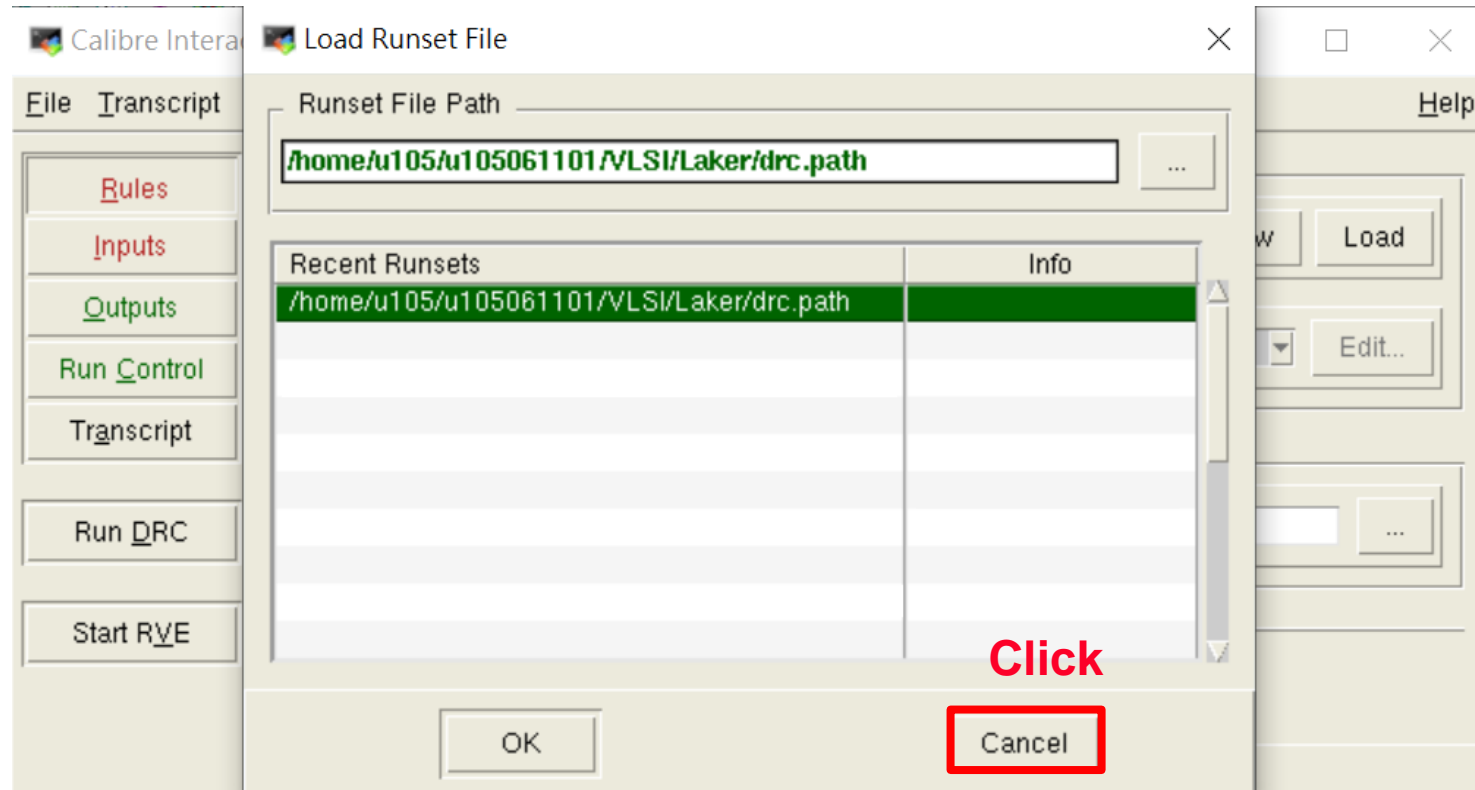 Calibre Intera
Load Runset File
File Transcript
Help
Runset File Path
/home/u105/u105061101/VLSI/Laker/drc.path
...
Rules
Inputs
Outputs
Run Control
Transcript
Run DRC
Start RVE
Recent Runsets
Info
/home/u105/u105061101/VLSI/Laker/drc.path
w
Load
Edit...
...
Click
OK
Cancel